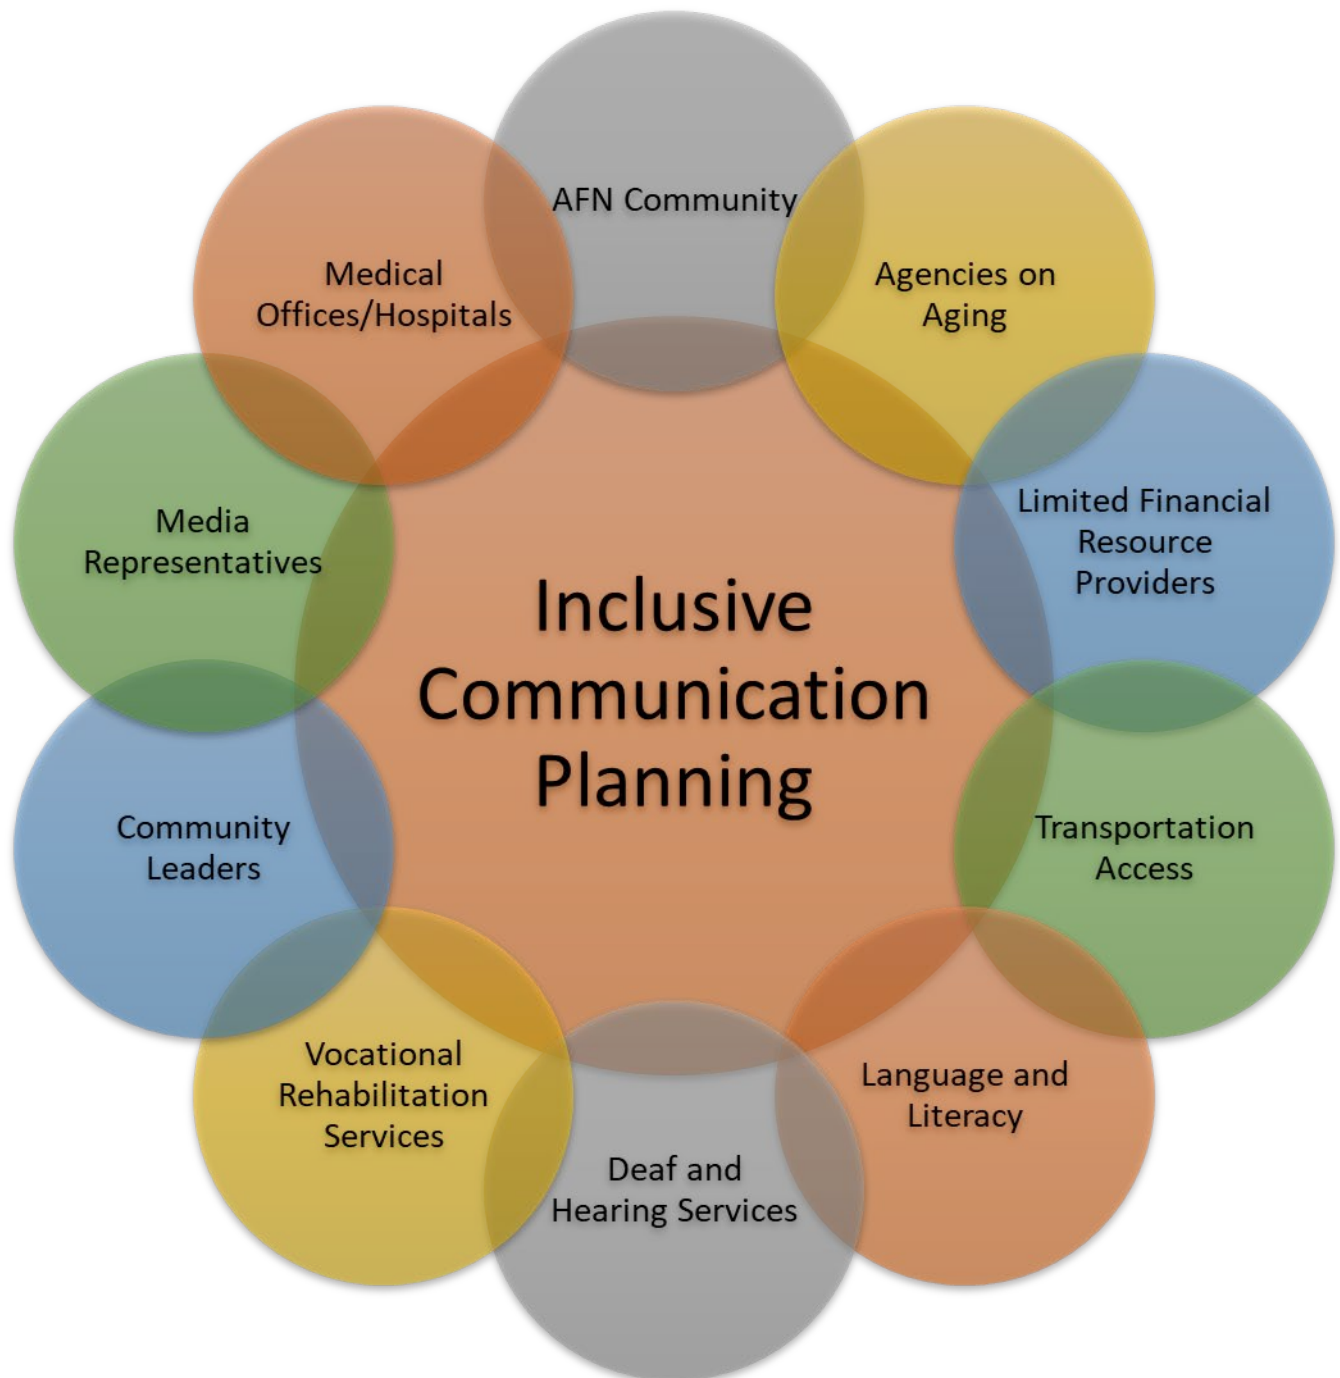 AFN Community
Agencies on
Aging
Limited Financial
Resource
Providers
Transportation
Access
Language and
Literacy
Deaf and
Hearing Services
Vocational
Rehabilitation
Services
Community
Leaders
Media
Representatives
Medical
Offices/Hospitals
Inclusive
Communication
Planning